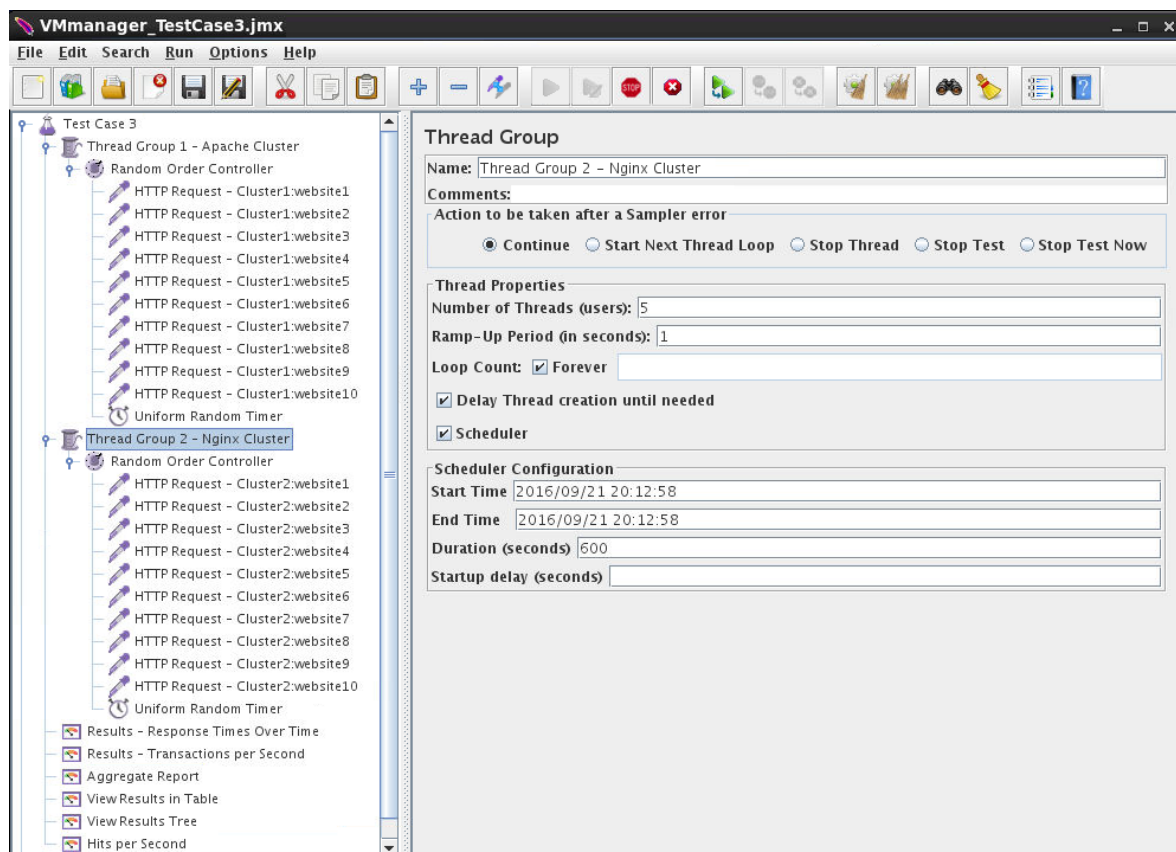 VMmanager_TestCase3.jmx
File Edit Search Run Options Help
STOP
Test Case 3
Thread Group 1 - Apache Cluster
Random Order Controller
HTTP Request - Cluster1:website1
HTTP Request - Cluster1:website2
HTTP Request - Cluster1:website3
HTTP Request - Cluster1:website4
HTTP Request - Cluster1:website5
HTTP Request - Cluster1:website6
HTTP Request - Cluster1:website7
HTTP Request - Cluster1:website8
HTTP Request - Cluster1:website9
HTTP Request - Cluster1:website10
Uniform Random Timer
Thread Group 2 - Nginx Cluster
Random Order Controller
HTTP Request - Cluster2:website1
HTTP Request - Cluster2:website2
HTTP Request - Cluster2:website3
HTTP Request - Cluster2:website4
HTTP Request - Cluster2:website5
HTTP Request - Cluster2:website6
HTTP Request - Cluster2:website7
HTTP Request - Cluster2:website8
HTTP Request - Cluster2:website9
HTTP Request - Cluster2:website10
Uniform Random Timer
Results - Response Times Over Time
Results - Transactions per Second
Aggregate Report
View Results in Table
View Results Tree
Hits per Second
Thread Group
Name: Thread Group 2 - Nginx Cluster
Comments:
Action to be taken after a Sampler error
Continue Start Next Thread Loop Stop Thread Stop Test Stop Test Now
Thread Properties
Number of Threads (users): 5
Ramp-Up Period (in seconds): 1
Loop Count: Forever
Delay Thread creation until needed
Scheduler
Scheduler Configuration
Start Time 2016/09/21 20:12:58
End Time 2016/09/21 20:12:58
Duration (seconds) 600
Startup delay (seconds)